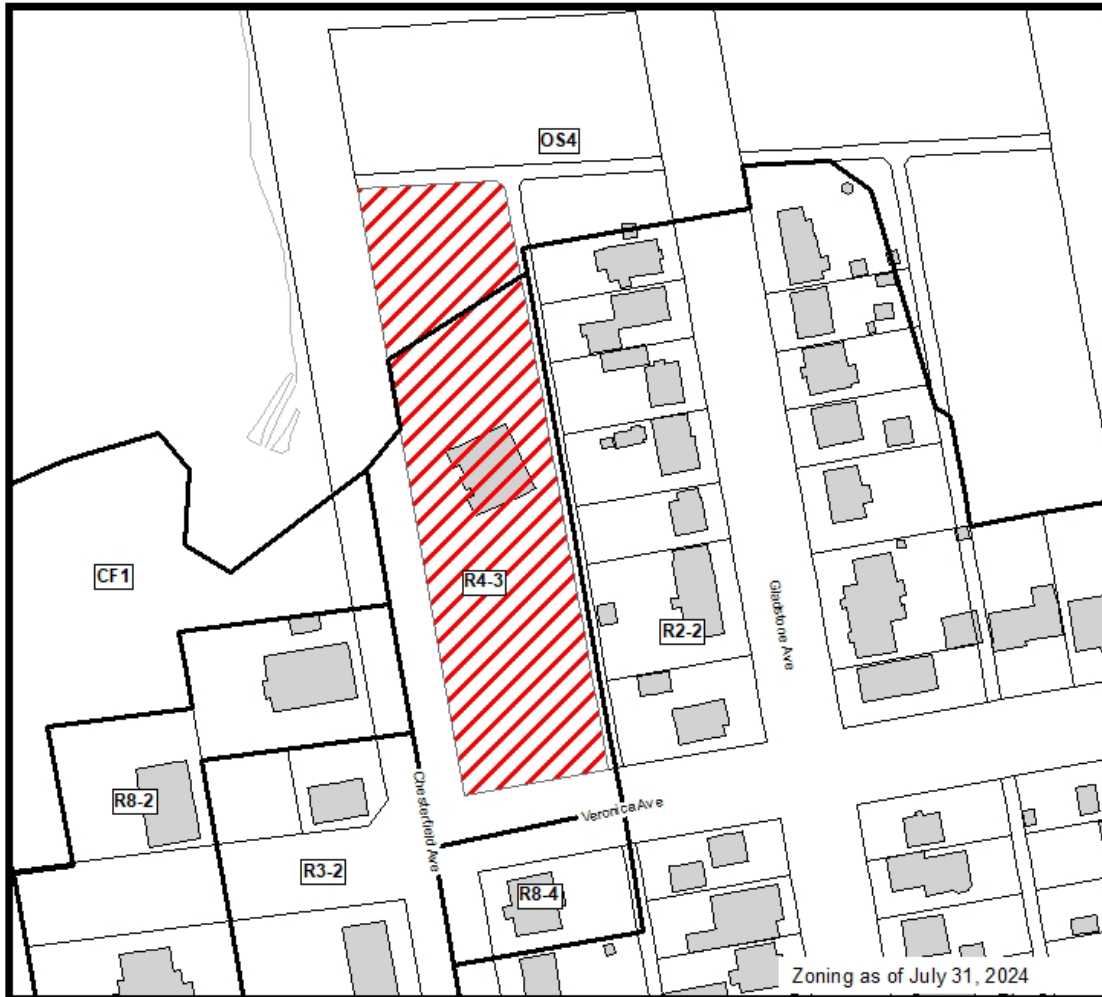 OS4
CF1
R4-3
R2-2
Gladstone Ave
R8-2
Chesterfield Ave
Veronica Ave
R3-2
R8-4
Zoning as of July 31, 2024